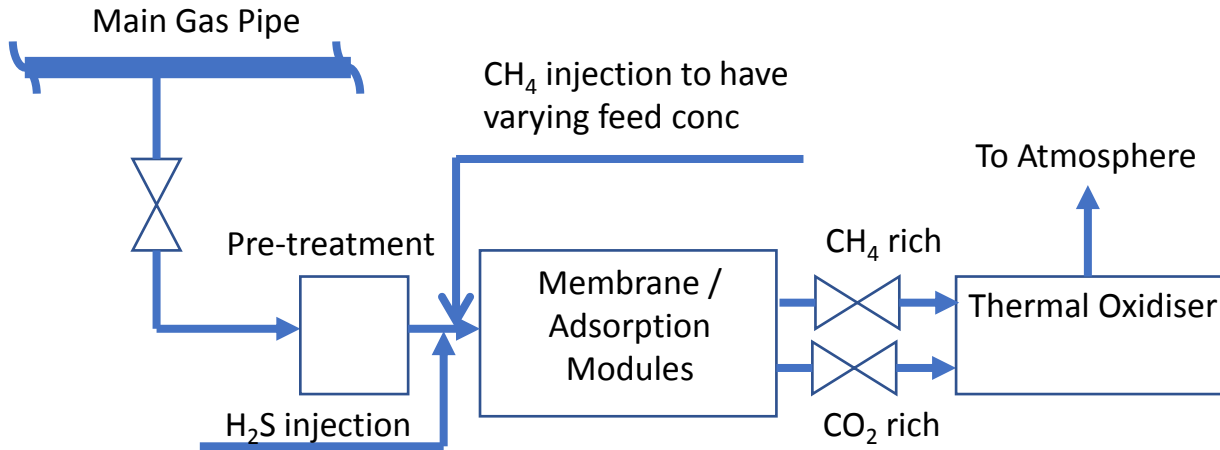 Main Gas Pipe
CH₄ injection to have
varying feed conc
To Atmosphere
Pre-treatment
CH₄ rich
Membrane /
Adsorption
Modules
Thermal Oxidiser
H₂S injection
CO₂ rich